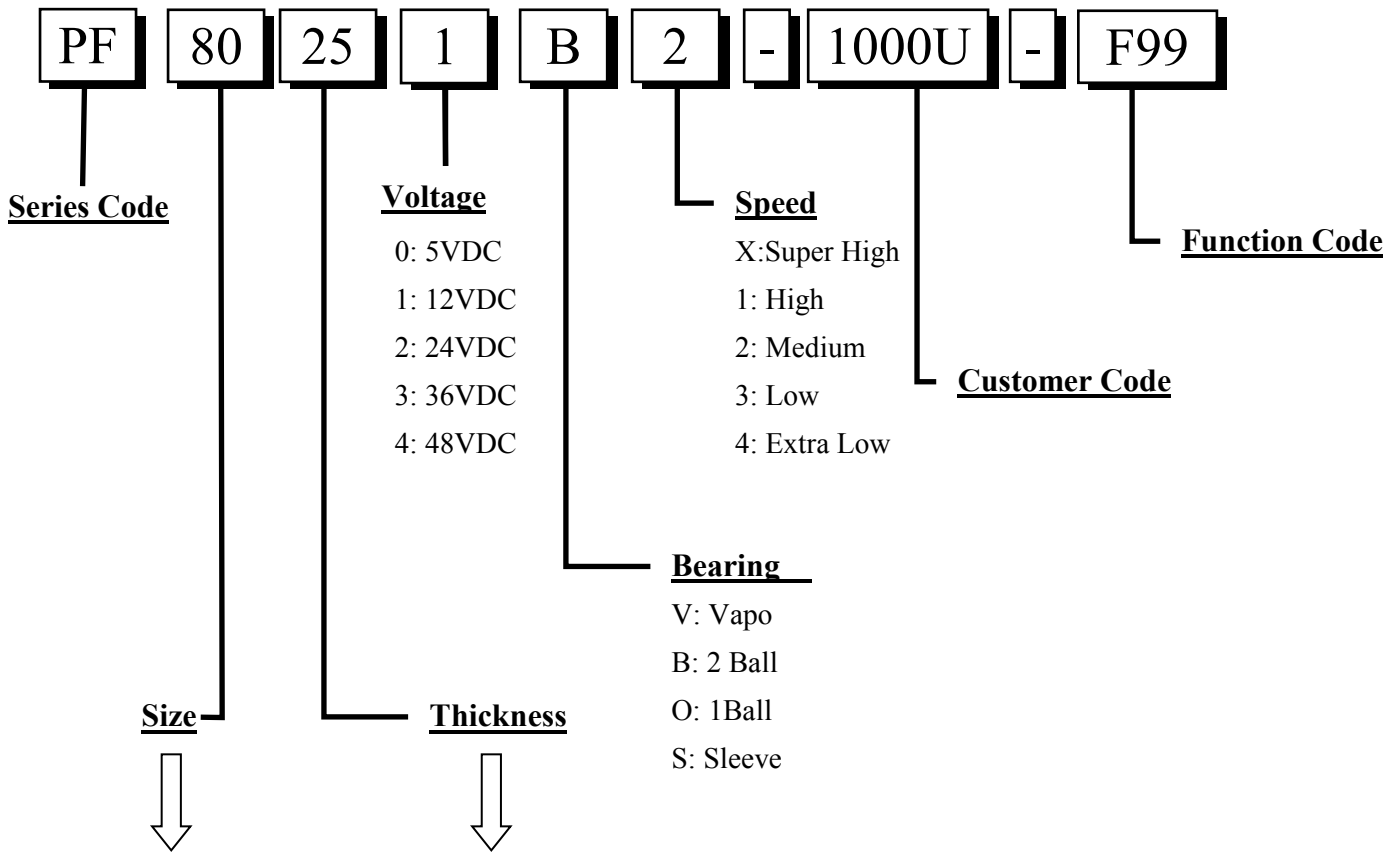 PF 80 25 1 B 2 - 1000U - F99
Series Code
Voltage
0: 5VDC
1: 12VDC
2: 24VDC
3: 36VDC
4: 48VDC
Speed
X:Super High
1: High
2: Medium
3: Low
4: Extra Low
Function Code
Customer Code
Bearing
V: Vapo
B: 2 Ball
O: 1Ball
S: Sleeve
Size
Thickness